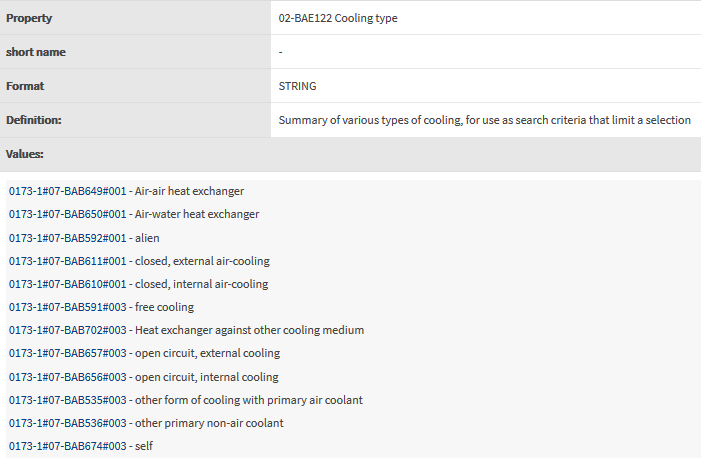 Property 02-BAE122 Cooling type
short name -
Format STRING
Definition: Summary of various types of cooling, for use as search criteria that limit a selection
Values:
0173-1#07-BAB649#001 - Air-air heat exchanger
0173-1#07-BAB650#001 - Air-water heat exchanger
0173-1#07-BAB592#001 - alien
0173-1#07-BAB611#001 - closed, external air-cooling
0173-1#07-BAB610#001 - closed, internal air-cooling
0173-1#07-BAB591#003 - free cooling
0173-1#07-BAB702#003 - Heat exchanger against other cooling medium
0173-1#07-BAB657#003 - open circuit, external cooling
0173-1#07-BAB656#003 - open circuit, internal cooling
0173-1#07-BAB535#003 - other form of cooling with primary air coolant
0173-1#07-BAB536#003 - other primary non-air coolant
0173-1#07-BAB674#003 - self